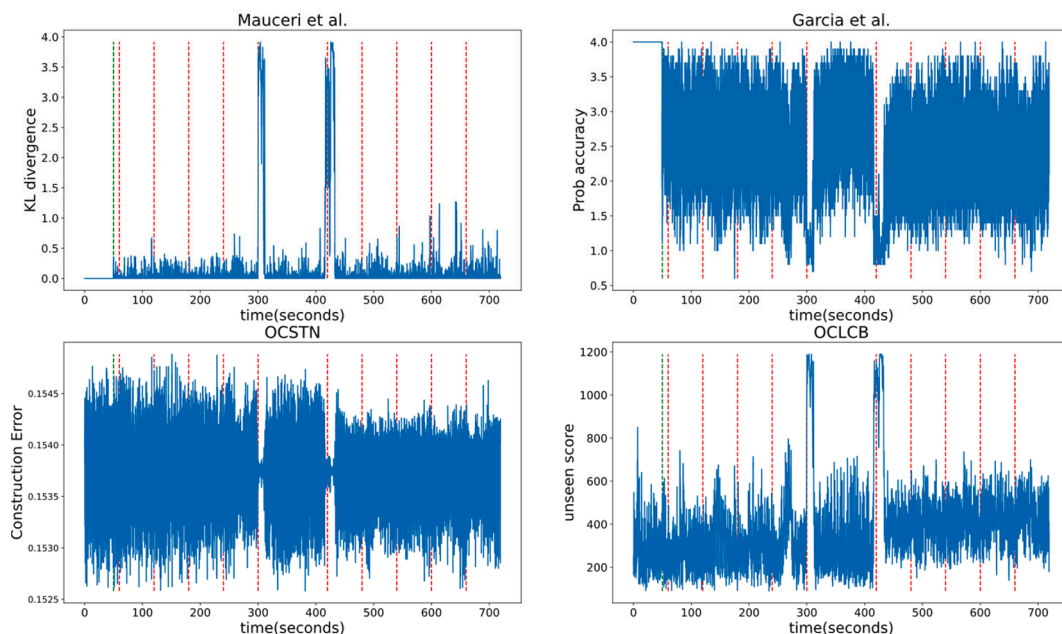 Mauceri et al.
KL divergence
4.0
3.5
3.0
2.5
2.0
1.5
1.0
0.5
0.0
0 100 200 300 400 500 600 700
time(seconds)
Garcia et al.
Prob accuracy
4.0
3.5
3.0
2.5
2.0
1.5
1.0
0.5
0 100 200 300 400 500 600 700
time(seconds)
OCSTN
Construction Error
0.1545
0.1540
0.1535
0.1530
0.1525
0 100 200 300 400 500 600 700
time(seconds)
OCLCB
unseen score
1200
1000
800
600
400
200
0 100 200 300 400 500 600 700
time(seconds)